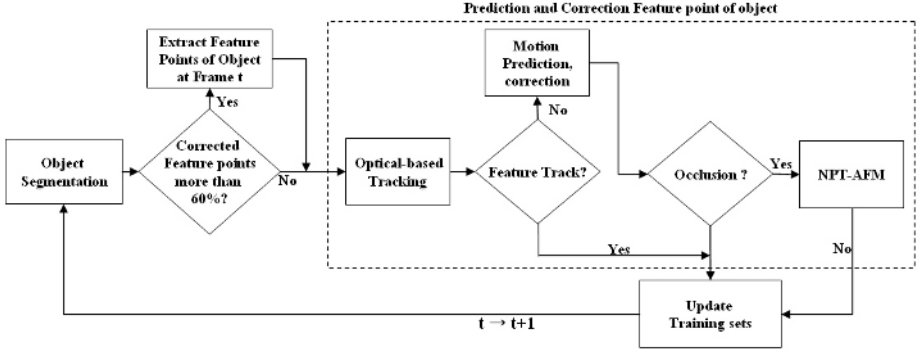 Prediction and Correction Feature point of object
Extract Feature
Points of Object
at Frame t
Motion
Prediction,
correction
Yes
No
Corrected
Feature points
more than
60%?
Object
Segmentation
No
Optical-based
Tracking
Feature Track?
Occlusion ?
Yes
NPT-AFM
Yes
No
Update
Training sets
t → t+1